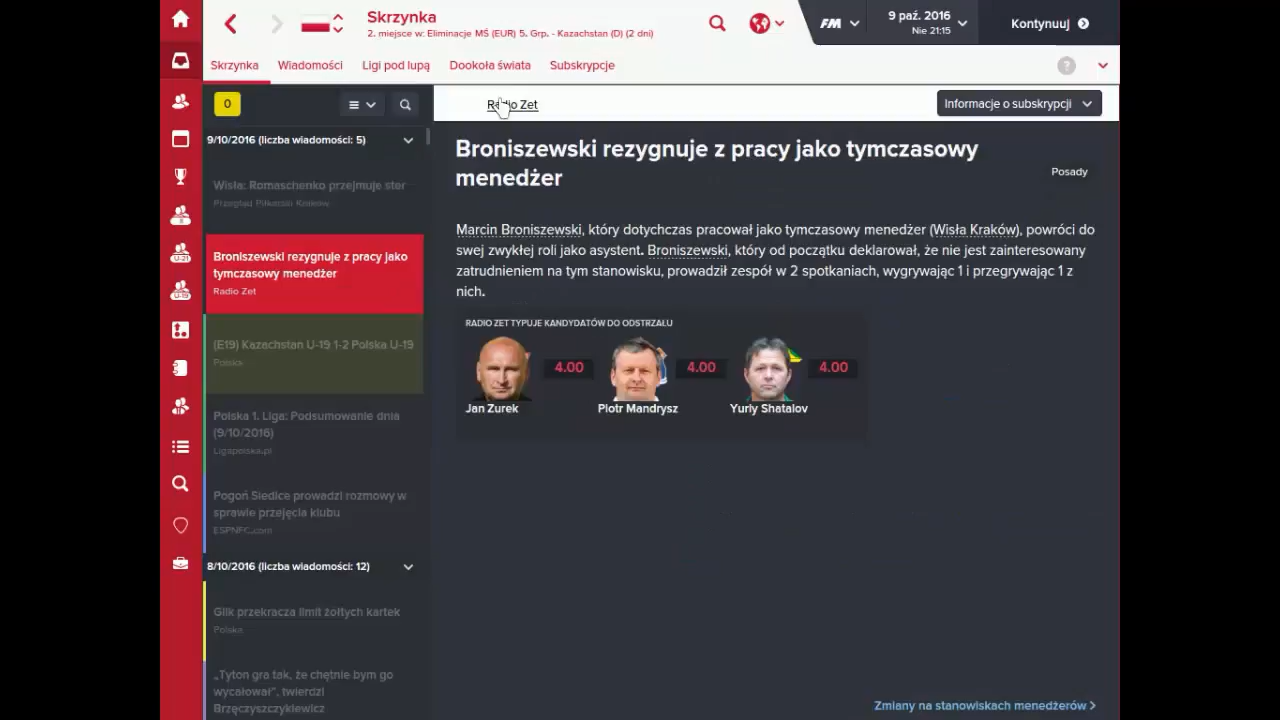 Skrzynka
2. miejsce w: Eliminacje MŚ (EUR) 5. Grp. - Kazachstan (D) (2 dni)
FM
9 paź. 2016
Nie 21:15
Kontynuuj
Skrzynka
Wiadomości
Ligi pod lupą
Dookoła świata
Subskrypcje
?
0
Radio Zet
Informacje o subskrypcji
9/10/2016 (liczba wiadomości: 5)
Wisła: Romaschenko przejmuje ster
Przegląd Piłkarski Kraków
Broniszewski rezygnuje z pracy jako
tymczasowy menedżer
Radio Zet
(E19) Kazachstan U-19 1-2 Polska U-19
Polska
Polska 1. Liga: Podsumowanie dnia
(9/10/2016)
Ligapolska.pl
Pogoń Siedlce prowadzi rozmowy w
sprawie przejęcia klubu
ESPNFC.com
8/10/2016 (liczba wiadomości: 12)
Glik przekracza limit żółtych kartek
Polska
„Tyton gra tak, że chętnie bym go
wycałował”, twierdzi
Brzęczyszczykiewicz
U-21
U-19
Broniszewski rezygnuje z pracy jako tymczasowy
menedżer
Posady
Marcin Broniszewski, który dotychczas pracował jako tymczasowy menedżer (Wisła Kraków), powróci do
swej zwykłej roli jako asystent. Broniszewski, który od początku deklarował, że nie jest zainteresowany
zatrudnieniem na tym stanowisku, prowadził zespół w 2 spotkaniach, wygrywając 1 i przegrywając 1 z
nich.
RADIO ZET TYPUJE KANDYDATÓW DO ODSTRZAŁU
4.00
4.00
4.00
Jan Żurek
Piotr Mandrysz
Yuriy Shatalov
Zmiany na stanowiskach menedżerów